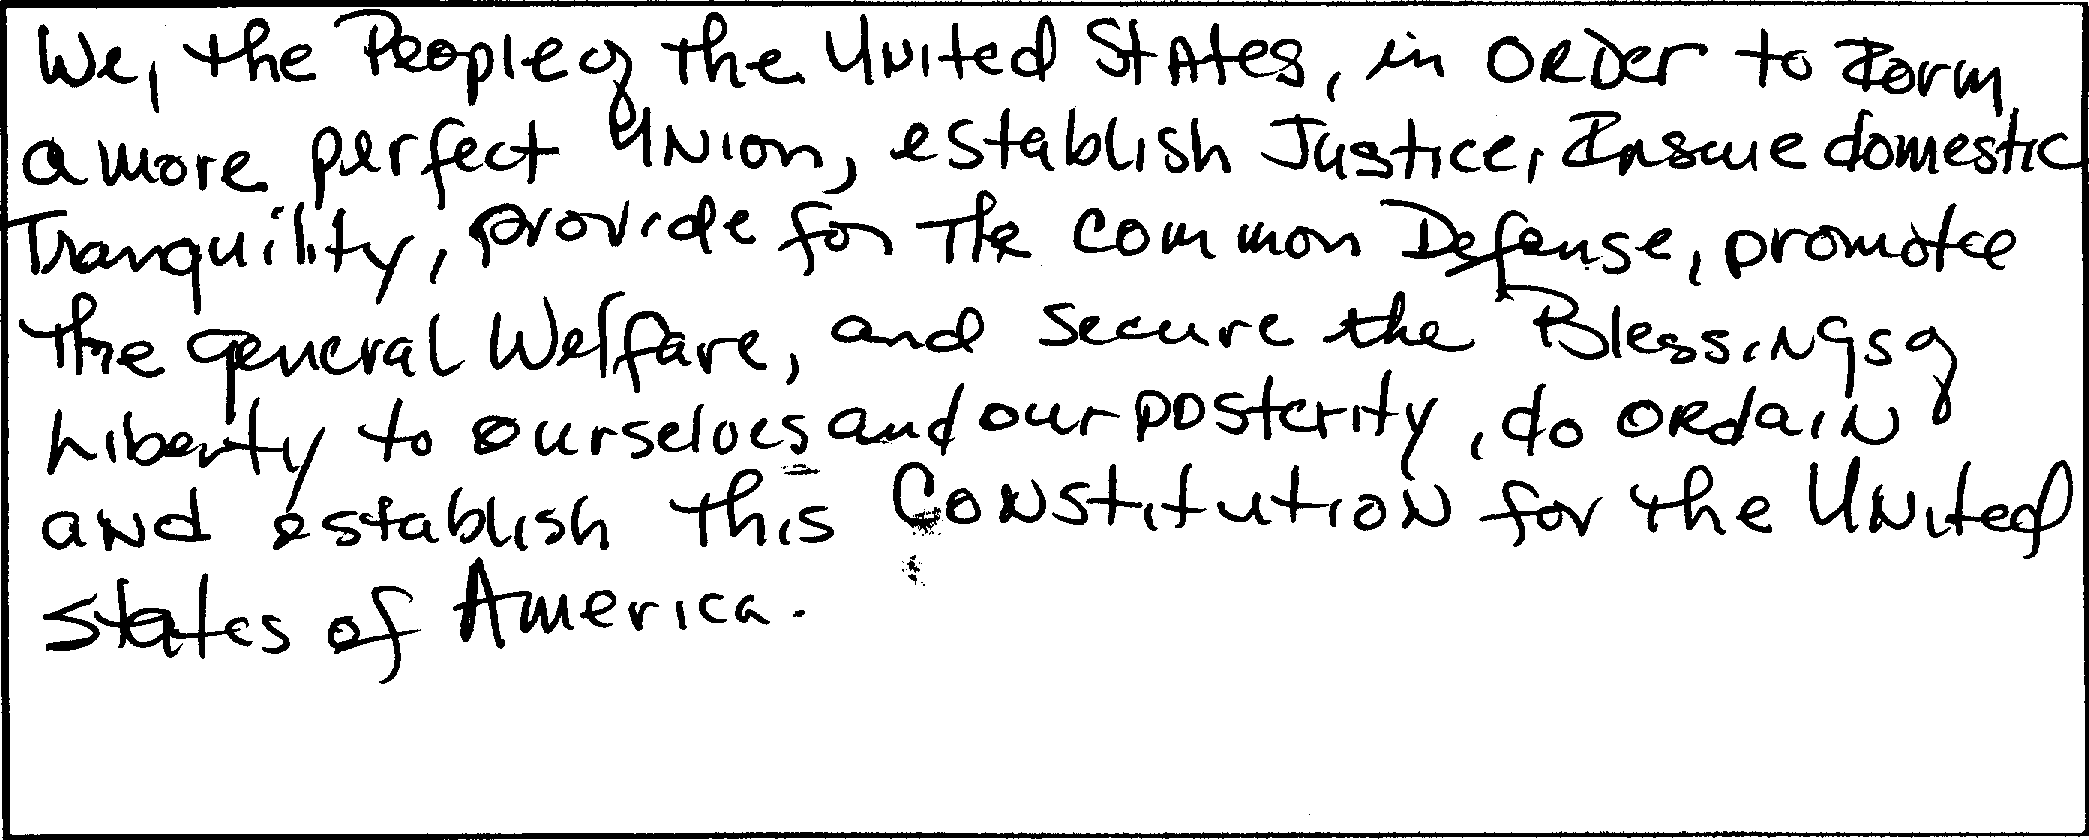 We, the People of the United States, in ORDer to Form
a more perfect Union, establish Justice, Insure domestic
Tranquility, provide for The common Defense, promote
the general Welfare, and secure the Blessings of
Liberty to ourselves and our posterity, do ordain
and establish this Constitution for the United
States of America.